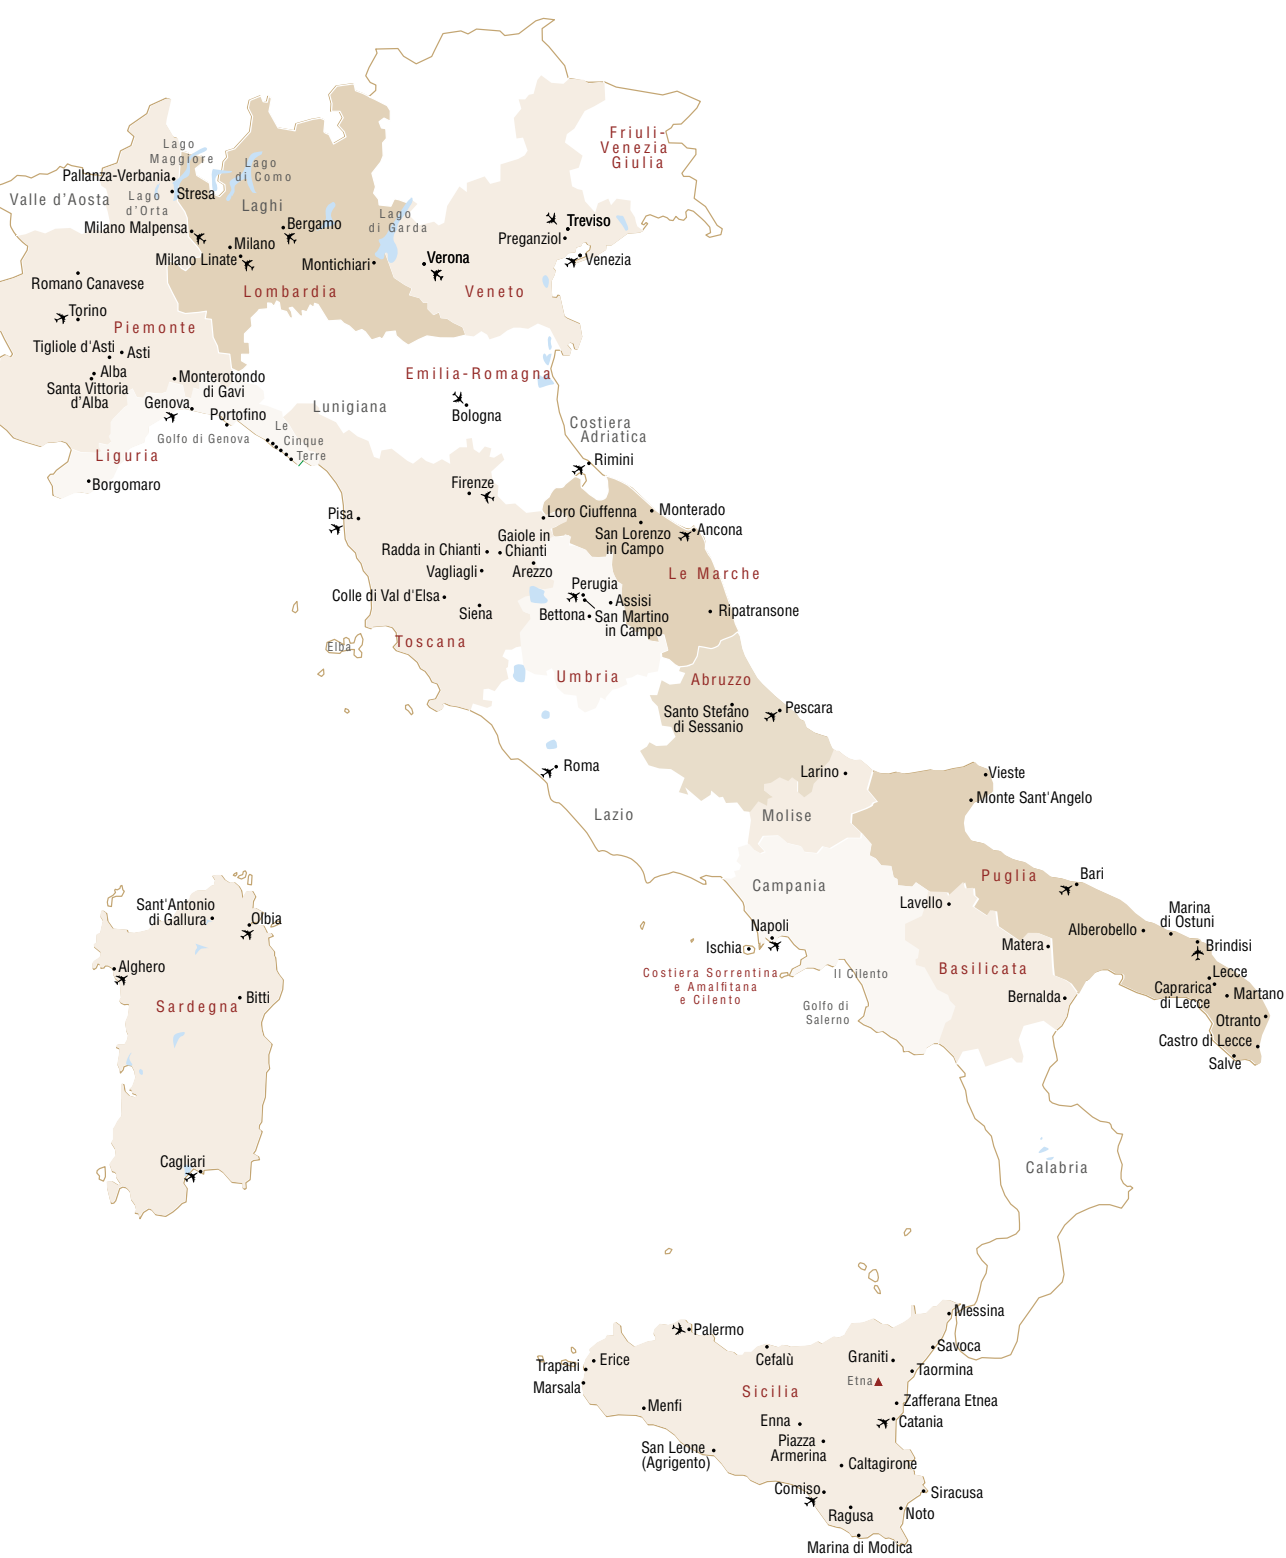 Friuli-
Venezia
Giulia
Lago
Maggiore
Lago
di Como
Pallanza-Verbania
Stresa
Valle d'Aosta
Lago
d'Orta
Laghi
Lago
di Garda
Milano Malpensa
Bergamo
Treviso
Preganziol
Milano
Milano Linate
Montichiari
Verona
Venezia
Romano Canavese
Lombardia
Veneto
Torino
Piemonte
Tigliole d'Asti
Asti
Alba
Santa Vittoria
d'Alba
Monterotondo
di Gavi
Emilia-Romagna
Genova
Portofino
Lunigiana
Bologna
Golfo di Genova
Le
Cinque
Terre
Costiera
Adriatica
Liguria
Rimini
Borgomaro
Firenze
Pisa
Loro Ciuffenna
Monterado
San Lorenzo
in Campo
Ancona
Gaiole in
Chianti
Radda in Chianti
Vagliagli
Arezzo
Le Marche
Perugia
Colle di Val d'Elsa
Siena
Assisi
Bettona
San Martino
in Campo
Ripatransone
Elba
Toscana
Umbria
Abruzzo
Santo Stefano
di Sessanio
Pescara
Roma
Larino
Vieste
Monte Sant'Angelo
Lazio
Molise
Campania
Puglia
Bari
Lavello
Sant'Antonio
di Gallura
Olbia
Marina
di Ostuni
Napoli
Alberobello
Ischia
Matera
Brindisi
Alghero
Costiera Sorrentina
e Amalfitana
e Cilento
Il Cilento
Basilicata
Lecce
Caprarica
di Lecce
Martano
Sardegna
Bitti
Bernalda
Golfo di
Salerno
Otranto
Castro di Lecce
Salve
Cagliari
Calabria
Messina
Palermo
Savoca
Trapani
Erice
Cefalù
Graniti
Taormina
Marsala
Etna
Sicilia
Menfi
Zafferana Etnea
Enna
Catania
San Leone
(Agrigento)
Piazza
Armerina
Caltagirone
Comiso
Siracusa
Ragusa
Noto
Marina di Modica